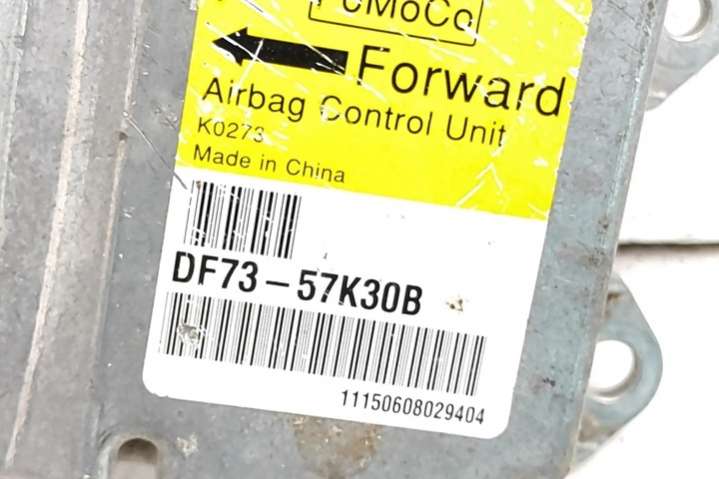 FoMoCo
Forward
Airbag Control Unit
K0273
Made in China
DF73-57K30B
11150608029404